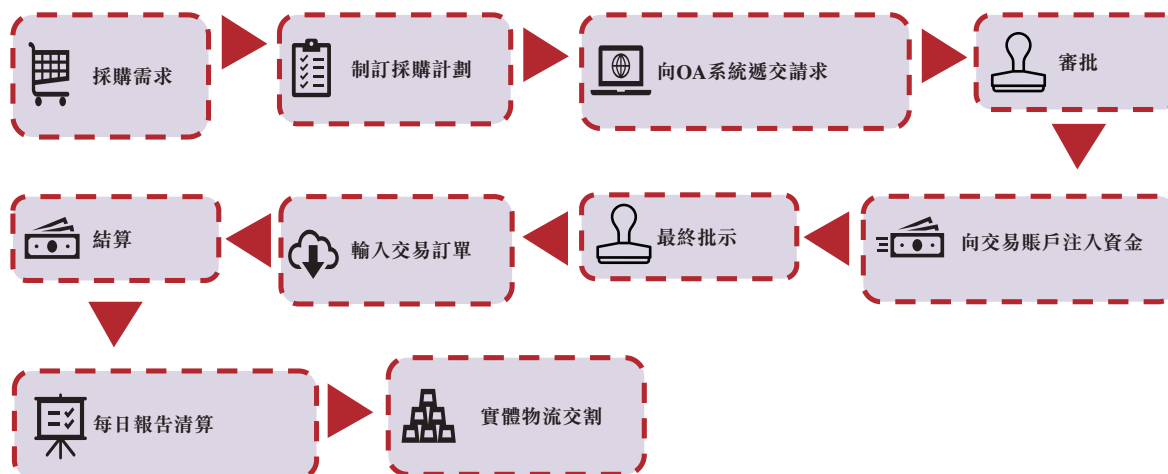 採購需求
制訂採購計劃
向OA系統遞交請求
審批
向交易賬戶注入資金
最終批示
輸入交易訂單
結算
每日報告清算
實體物流交割